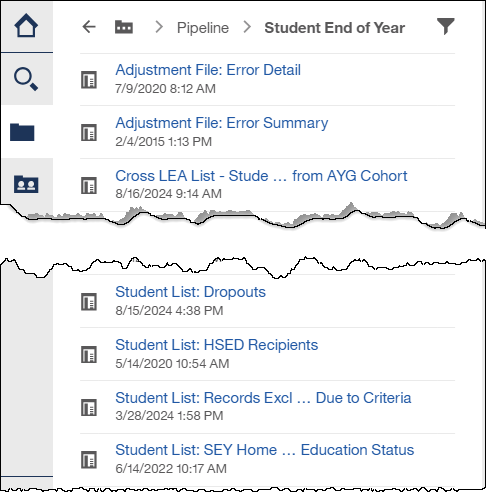 Pipeline Student End of Year
Adjustment File: Error Detail
7/9/2020 8:12 AM
Adjustment File: Error Summary
2/4/2015 1:13 PM
Cross LEA List - Stude … from AYG Cohort
8/16/2024 9:14 AM
Student List: Dropouts
8/15/2024 4:38 PM
Student List: HSED Recipients
5/14/2020 10:54 AM
Student List: Records Excl … Due to Criteria
3/28/2024 1:58 PM
Student List: SEY Home … Education Status
6/14/2022 10:17 AM